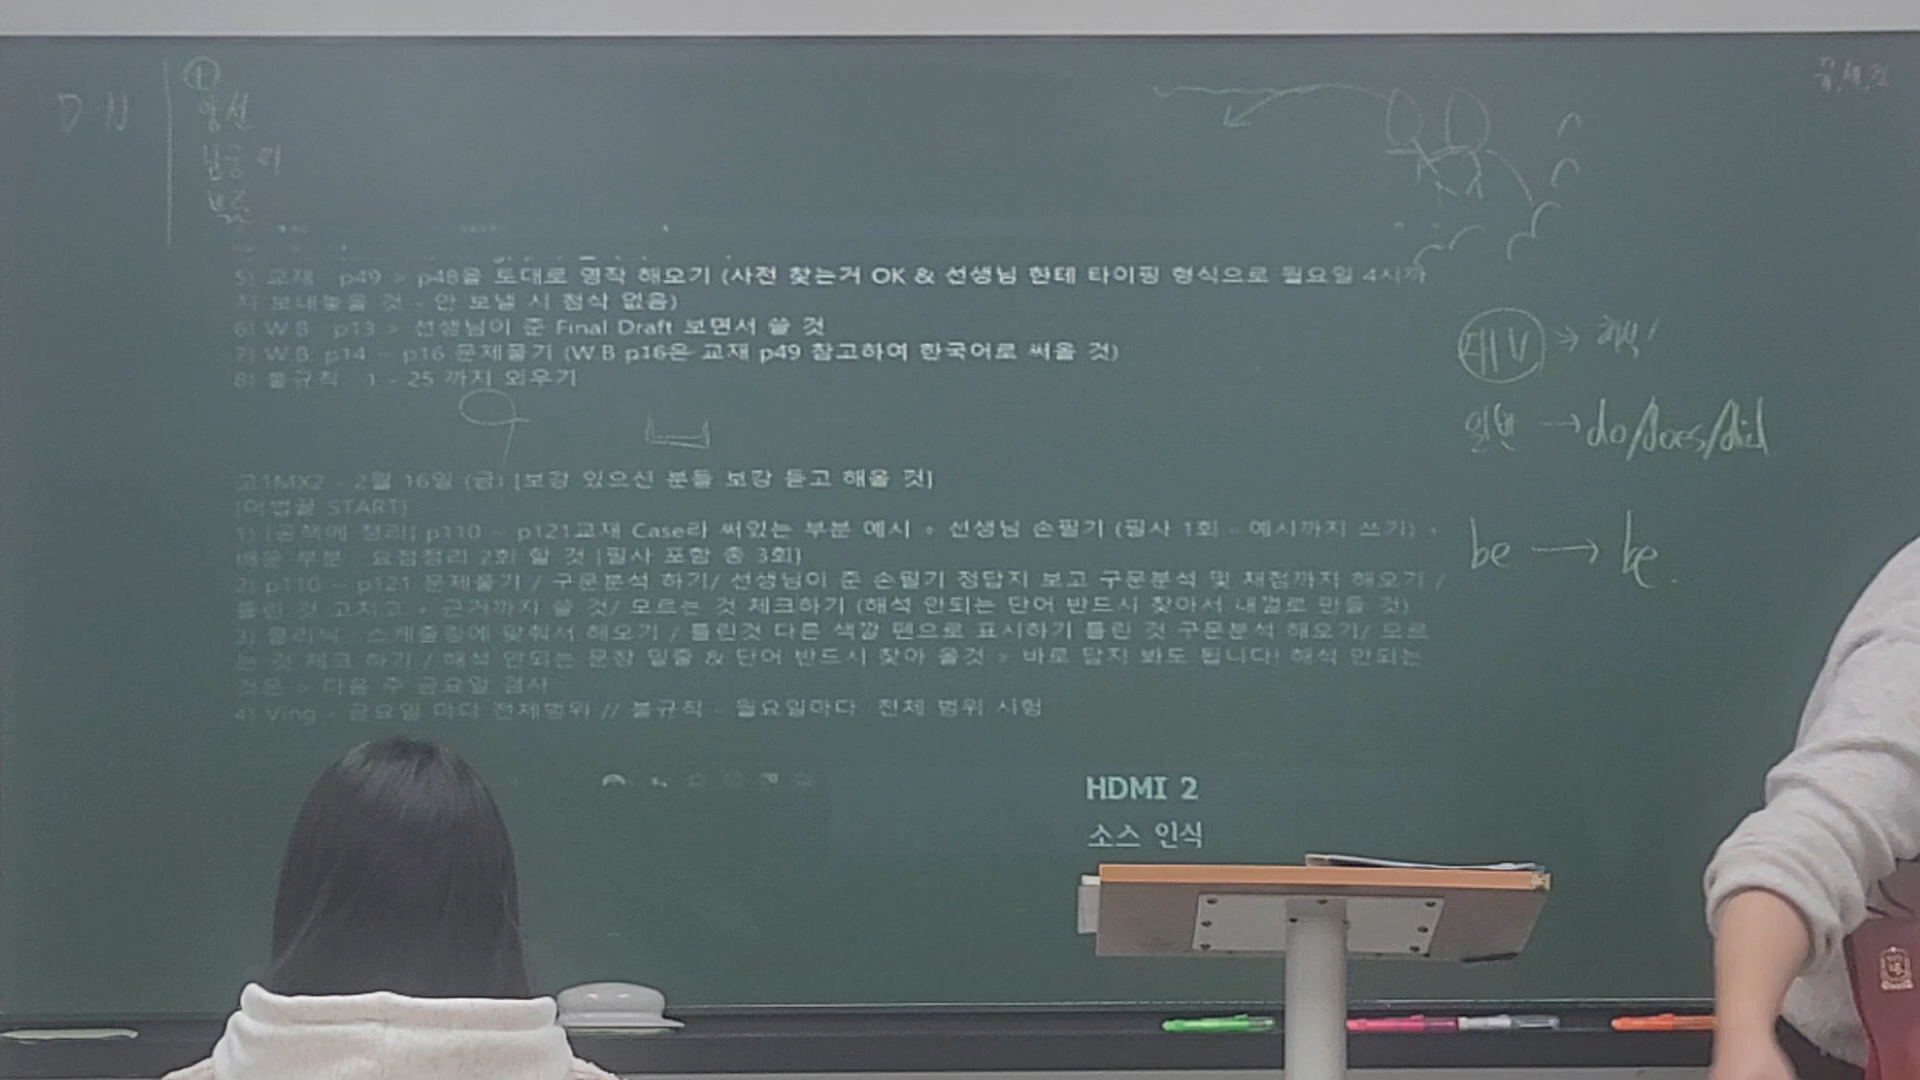 D N
①
5) 교재 p49 > p48을 토대로 영작 해오기 (사전 찾는거 OK & 선생님 한테 타이핑 형식으로 월요일 4시까
지 보내놓을 것 - 안 보낼 시 첨삭 없음)
6) W.B p13 > 선생님이 준 Final Draft 보면서 쓸 것
7) W.B p14 - p16 문제풀기 (W.B p16은 교재 p49 참고하여 한국어로 써올 것)
8) 불규칙 1 - 25 까지 외우기
고1MX2 - 2월 16일 (금) [보강 있으신 분들 보강 듣고 해올 것]
[어법끝 START]
1) [공책에 정리] p110 - p121교재 Case라 써있는 부분 예시 + 선생님 손필기 (필사 1회 - 예시까지 쓰기) +
배운 부분 요점정리 2회 할 것 [필사 포함 총 3회]
2) p110 - p121 문제풀기 / 구문분석 하기/ 선생님이 준 손필기 정답지 보고 구문분석 및 채점까지 해오기 /
틀린 것 고치고 + 근거까지 쓸 것/ 모르는 것 체크하기 (해석 안되는 단어 반드시 찾아서 내껄로 만들 것)
3) 클리닉 : 스케줄링에 맞춰서 해오기 / 틀린것 다른 색깔 펜으로 표시하기 틀린 것 구문분석 해오기/ 모르
는 것 체크 하기 / 해석 안되는 문장 밑줄 & 단어 반드시 찾아 올것 > 바로 답지 봐도 됩니다! 해석 안되는
것은 > 다음 주 금요일 검사
4) Ving - 금요일 마다 전체범위 // 불규칙 - 월요일마다 전체 범위 시험
대V →
일반 → do/does/did
be → be.
HDMI 2
소스 인식